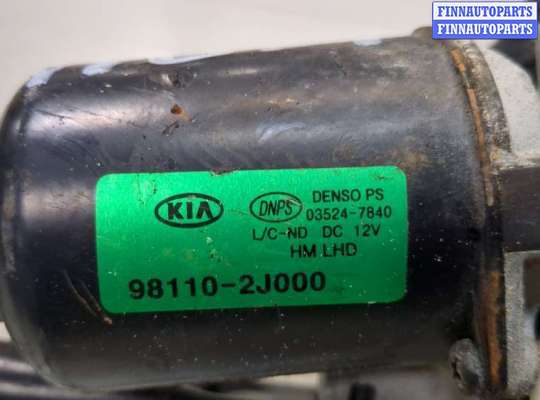 FINNAUTOPARTS
FINNAUTOPARTS
KIA DNPS DENSO PS
03524-7840
L/C-ND DC 12V
HM LHD
98110-2J000